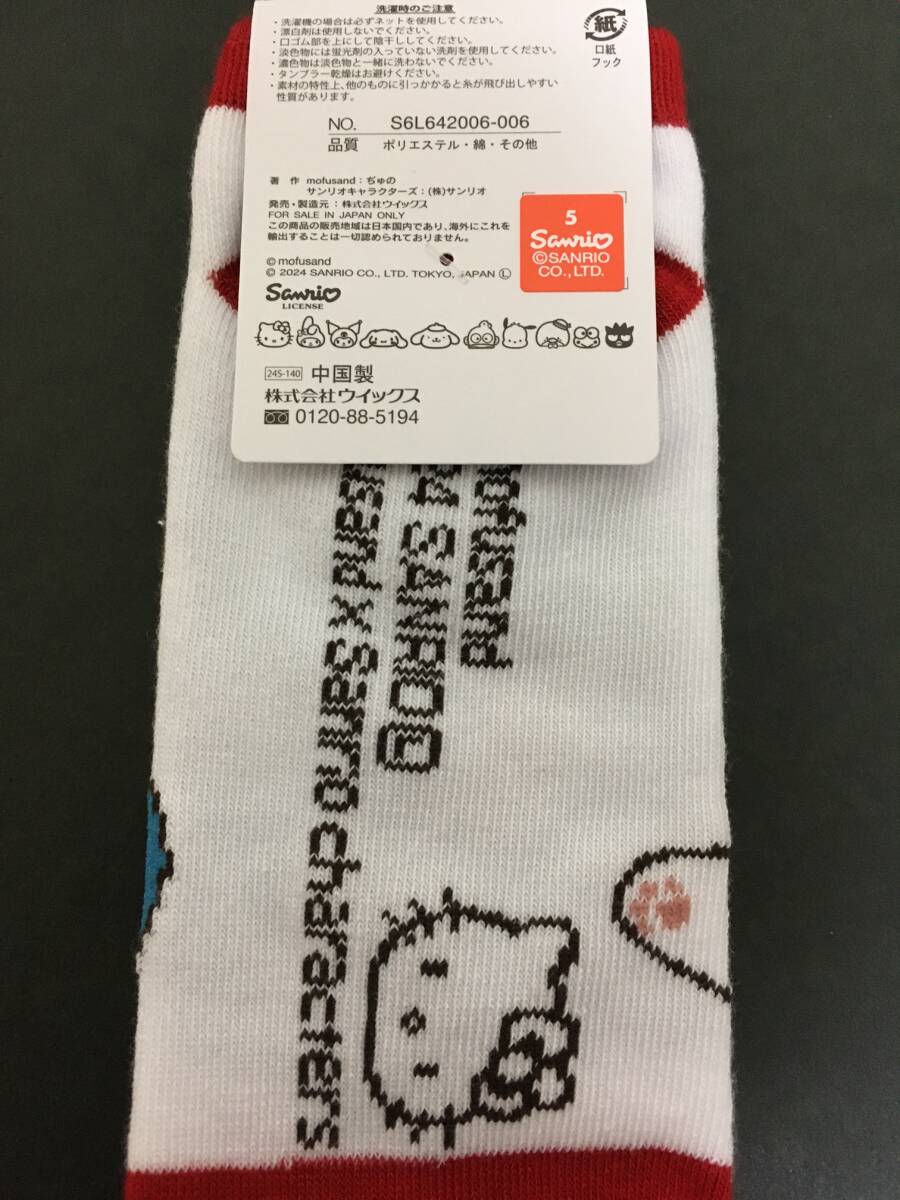 洗濯時のご注意
・洗濯機の場合は必ずネットを使用してください。
・漂白剤は使用しないでください。
・口ゴム部を上にして陰干ししてください。
・淡色物には蛍光剤の入っていない洗剤を使用してください。
・濃色物は淡色物と一緒に洗わないでください。
・タンブラー乾燥はお避けください。
・素材の特性上、他のものに引っかかると糸が飛び出しやすい
性質があります。
紙
口紙
フック
NO. S6L642006-006
品質 ポリエステル・綿・その他
著作 mofusand：ぢゅの
サンリオキャラクターズ：(株)サンリオ
発売・製造元：株式会社ウイックス
FOR SALE IN JAPAN ONLY
この商品の販売地域は日本国内であり、海外にこれを
輸出することは一切認められておりません。
© mofusand
© 2024 SANRIO CO., LTD. TOKYO, JAPAN Ⓛ
Sanrio
LICENSE
5
Sanrio
©SANRIO
CO., LTD.
24S-140 中国製
株式会社ウイックス
0120-88-5194
sand × Sanrio characters
SANRIO